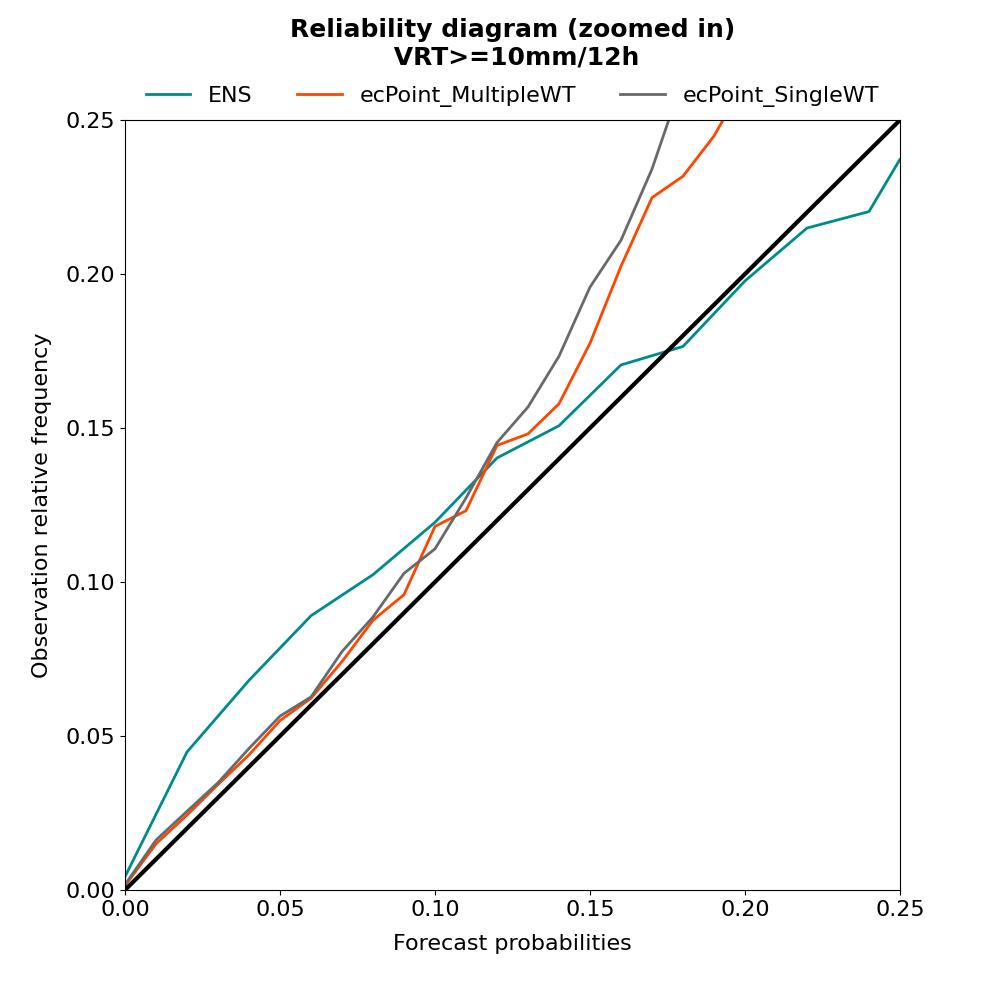 Reliability diagram (zoomed in)
VRT>=10mm/12h
ENS ecPoint_MultipleWT ecPoint_SingleWT
0.25
0.20
0.15
0.10
0.05
0.00
Observation relative frequency
0.00 0.05 0.10 0.15 0.20 0.25
Forecast probabilities